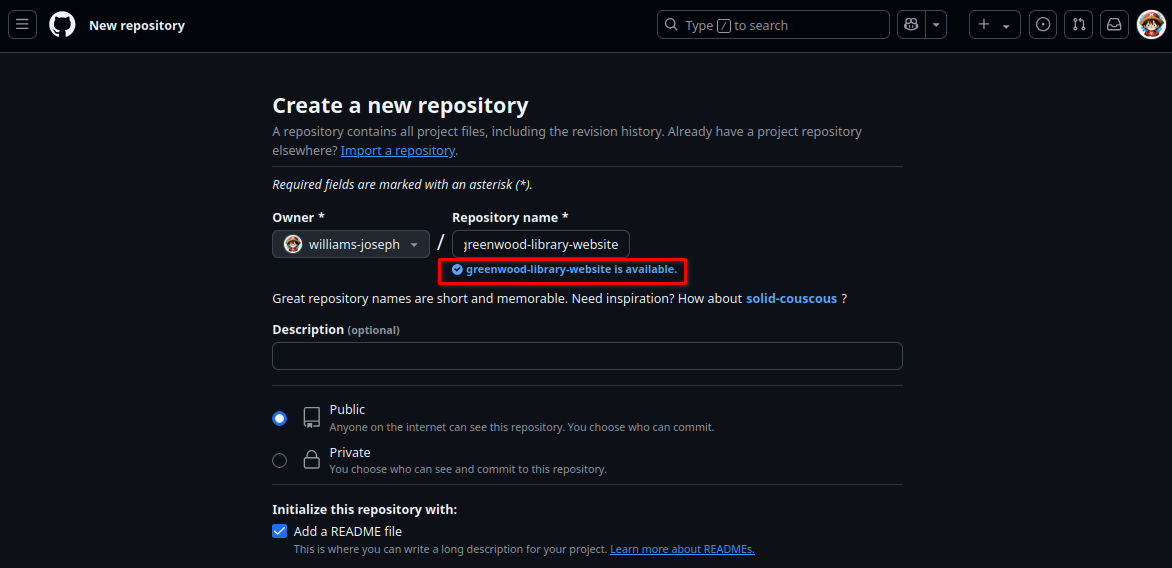 New repository
Type / to search
Create a new repository
A repository contains all project files, including the revision history. Already have a project repository
elsewhere? Import a repository.
Required fields are marked with an asterisk (*).
Owner * Repository name *
williams-joseph / greenwood-library-website
greenwood-library-website is available.
Great repository names are short and memorable. Need inspiration? How about solid-couscous ?
Description (optional)
Public
Anyone on the internet can see this repository. You choose who can commit.
Private
You choose who can see and commit to this repository.
Initialize this repository with:
Add a README file
This is where you can write a long description for your project. Learn more about READMEs.